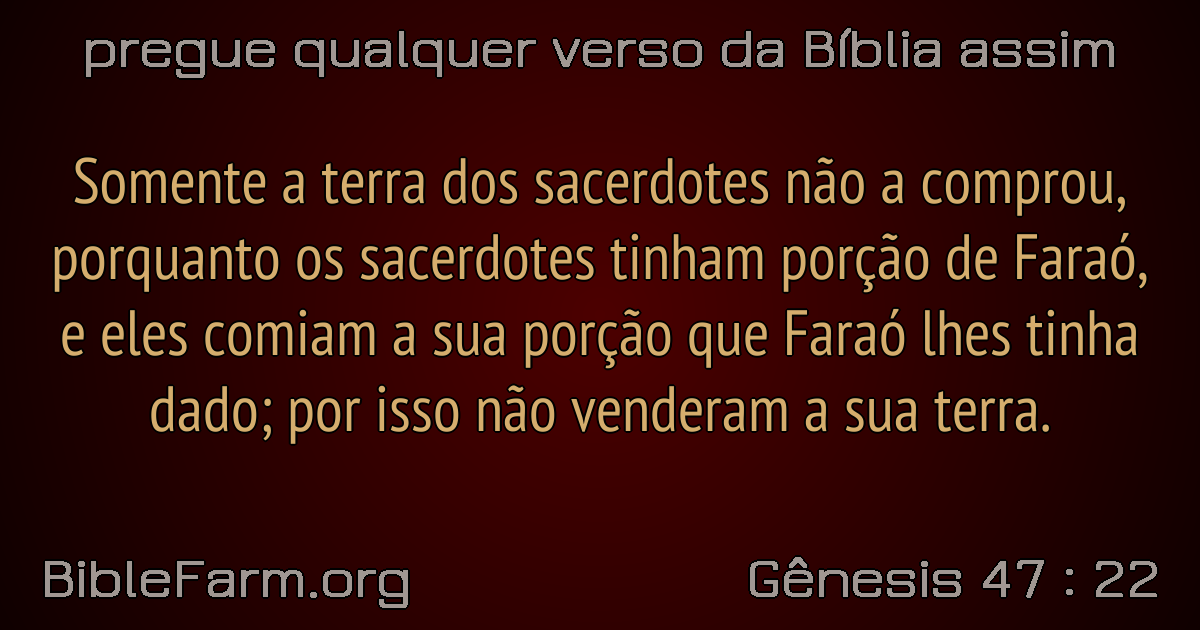 pregue qualquer verso da Bíblia assim
Somente a terra dos sacerdotes não a comprou,
porquanto os sacerdotes tinham porção de Faraó,
e eles comiam a sua porção que Faraó lhes tinha
dado; por isso não venderam a sua terra.
BibleFarm.org
Gênesis 47 : 22